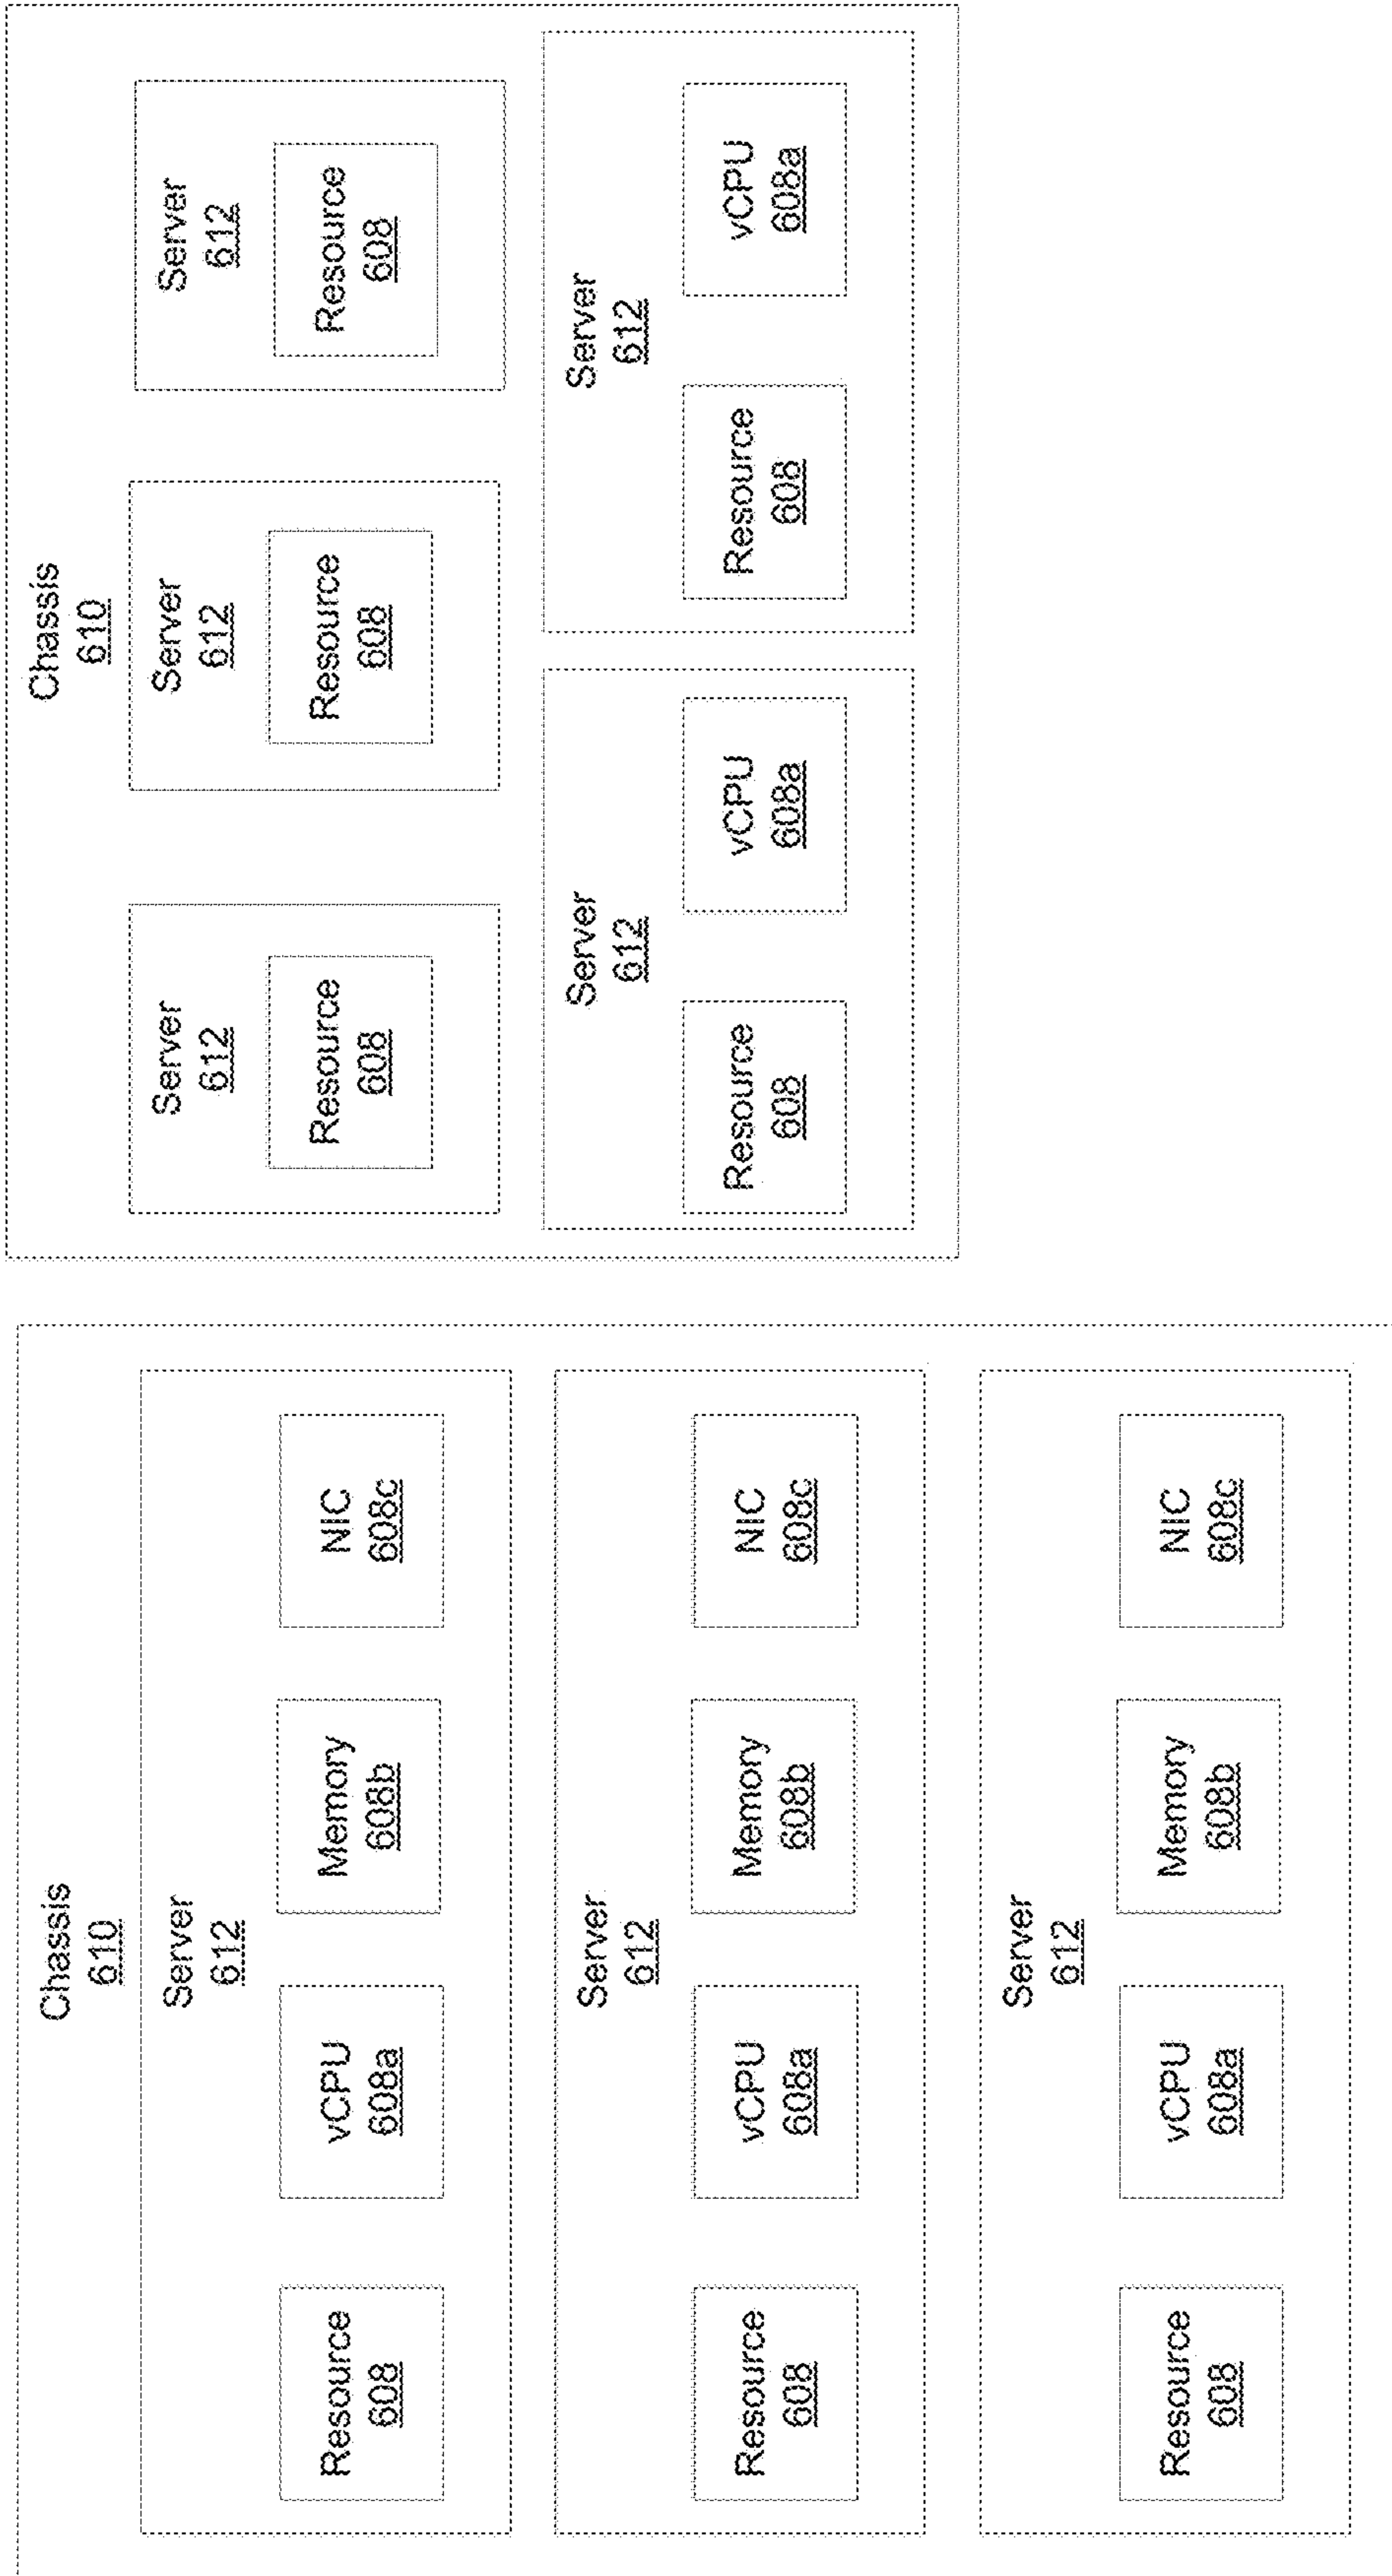 Chassis
610
Server
612
Resource
608
vCPU
608a
Memory
608b
NIC
608c
Server
612
Resource
608
vCPU
608a
Memory
608b
NIC
608c
Server
612
Resource
608
vCPU
608a
Memory
608b
NIC
608c
Chassis
610
Server
612
Resource
608
Server
612
Resource
608
Server
612
Resource
608
Server
612
Resource
608
vCPU
608a
Server
612
Resource
608
vCPU
608a